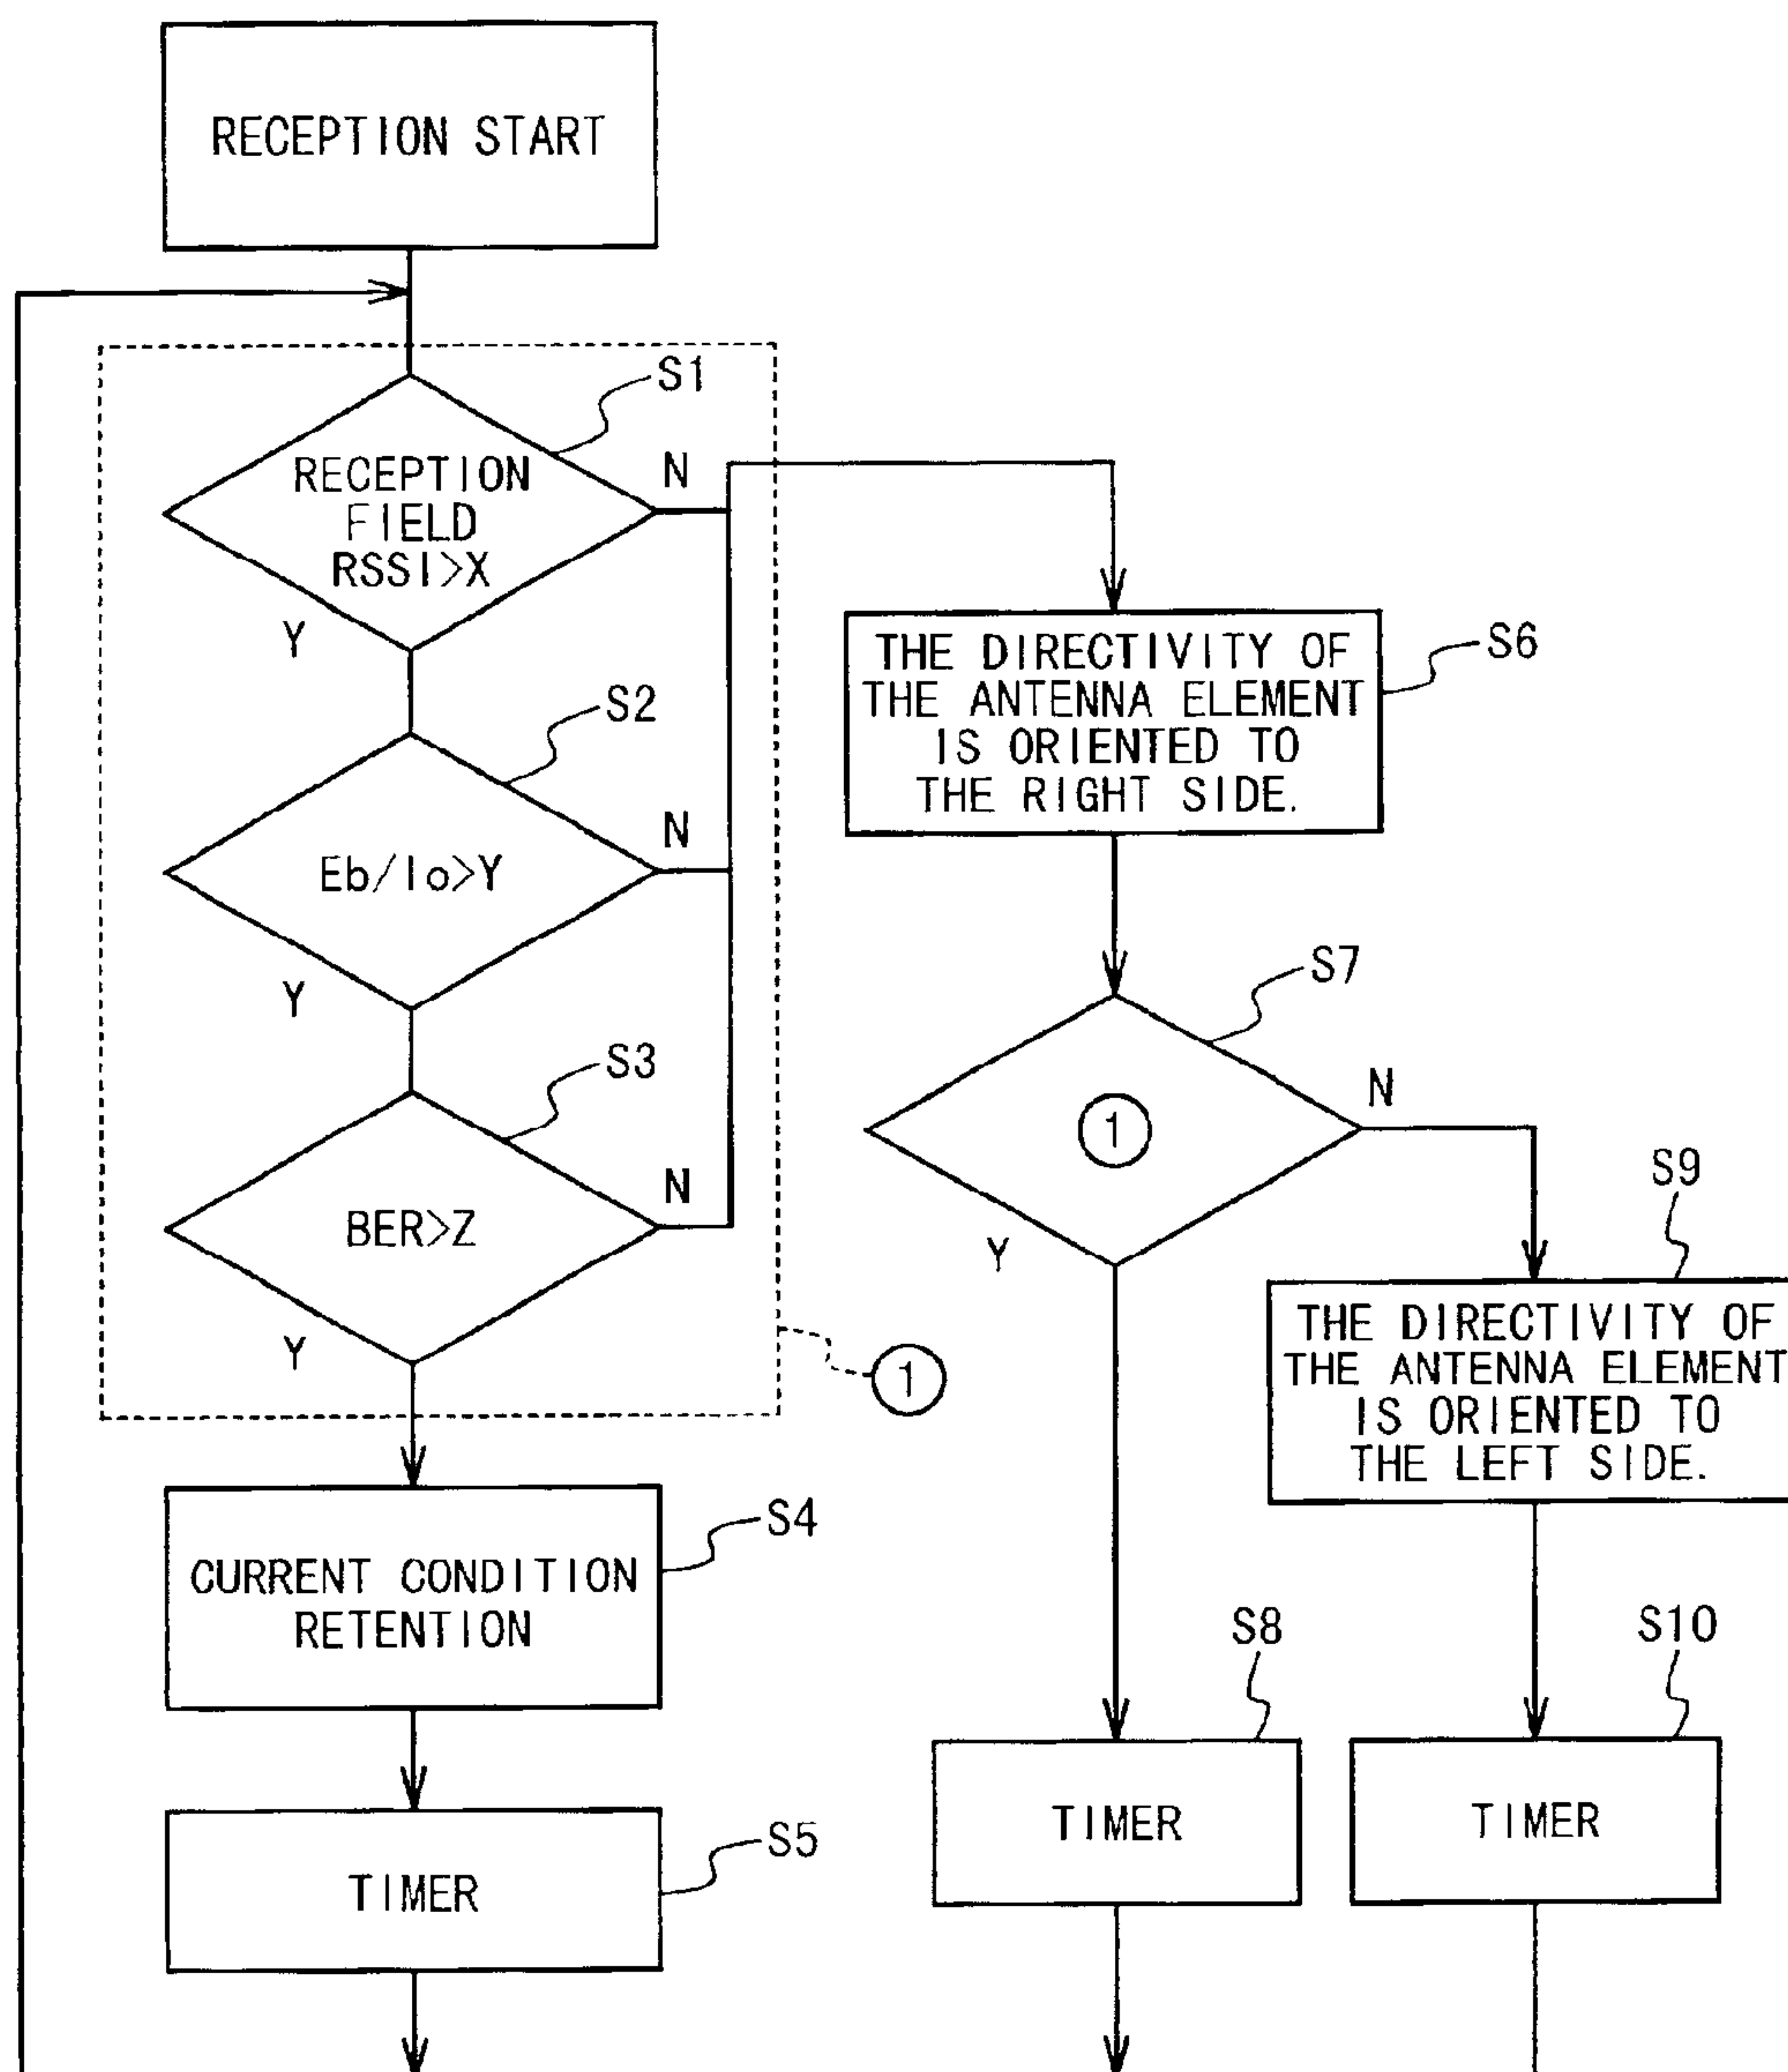 RECEPTION START
S1
RECEPTION
FIELD
RSSI>X
N
Y
S2
Eb/Io>Y
N
Y
S3
BER>Z
N
Y
1
S4
CURRENT CONDITION
RETENTION
S5
TIMER
S6
THE DIRECTIVITY OF
THE ANTENNA ELEMENT
IS ORIENTED TO
THE RIGHT SIDE.
S7
1
N
Y
S8
TIMER
S9
THE DIRECTIVITY OF
THE ANTENNA ELEMENT
IS ORIENTED TO
THE LEFT SIDE.
S10
TIMER